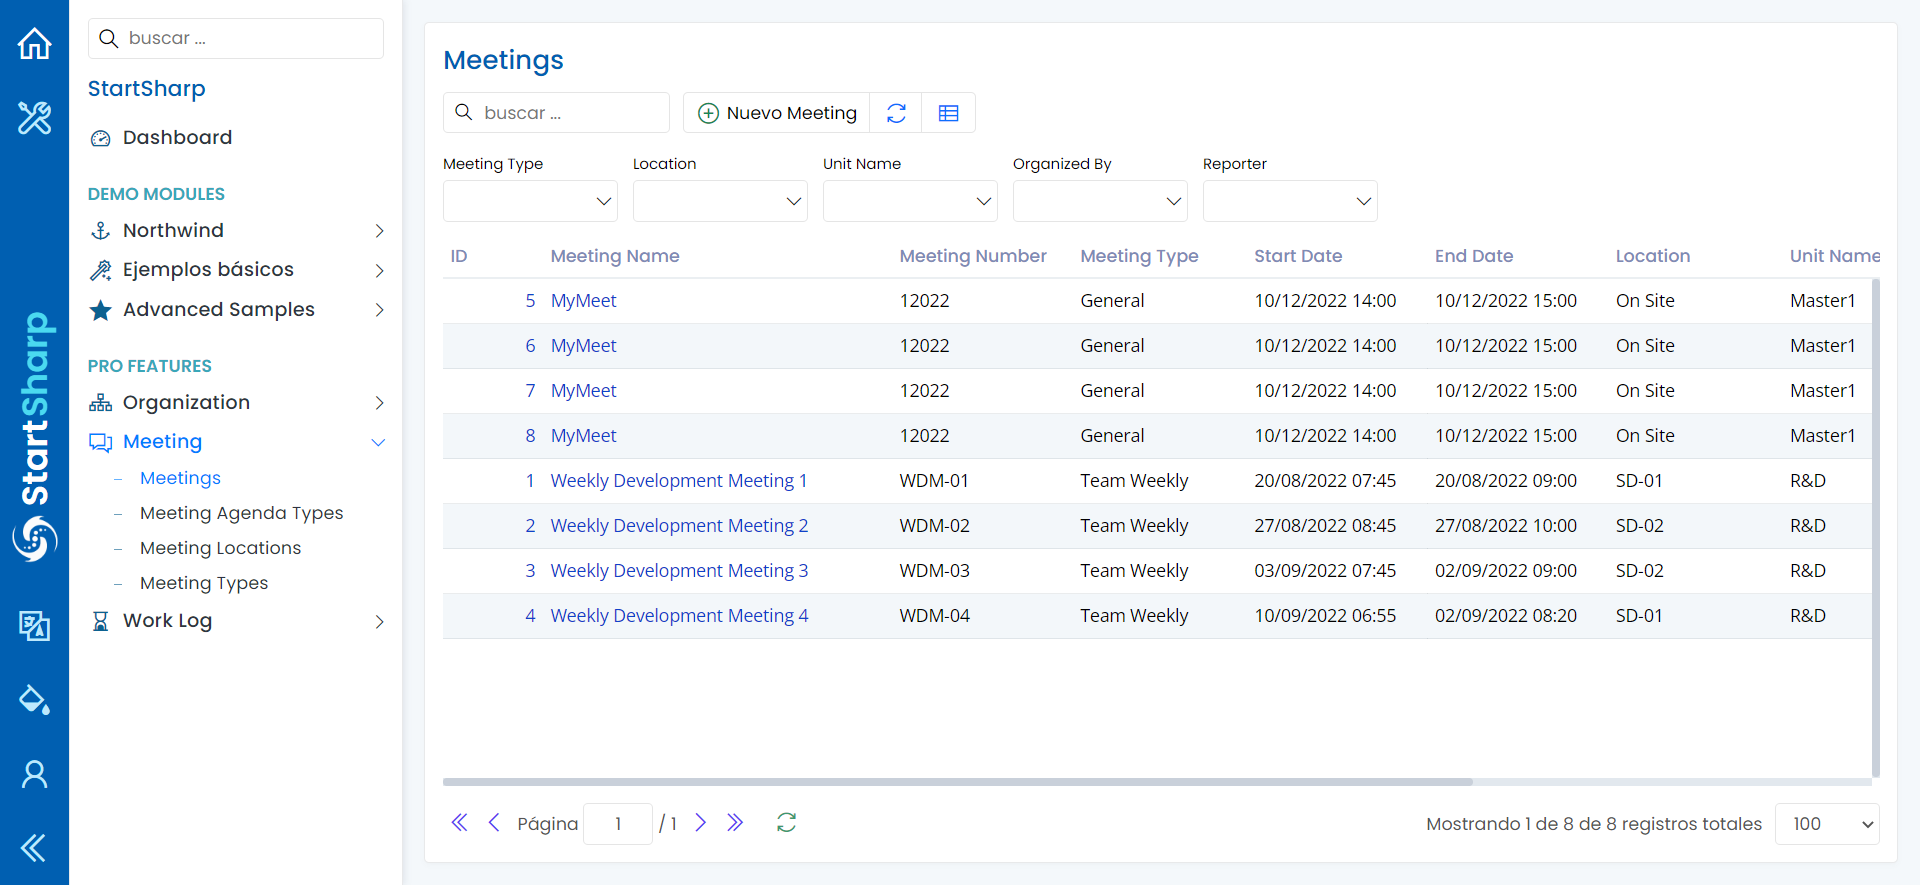 StartSharp
buscar ...
StartSharp
Dashboard
DEMO MODULES
Northwind
Ejemplos básicos
Advanced Samples
PRO FEATURES
Organization
Meeting
Meetings
Meeting Agenda Types
Meeting Locations
Meeting Types
Work Log
Meetings
buscar ...
Nuevo Meeting
Meeting Type Location Unit Name Organized By Reporter
ID Meeting Name Meeting Number Meeting Type Start Date End Date Location Unit Name
5 MyMeet 12022 General 10/12/2022 14:00 10/12/2022 15:00 On Site Master1
6 MyMeet 12022 General 10/12/2022 14:00 10/12/2022 15:00 On Site Master1
7 MyMeet 12022 General 10/12/2022 14:00 10/12/2022 15:00 On Site Master1
8 MyMeet 12022 General 10/12/2022 14:00 10/12/2022 15:00 On Site Master1
1 Weekly Development Meeting 1 WDM-01 Team Weekly 20/08/2022 07:45 20/08/2022 09:00 SD-01 R&D
2 Weekly Development Meeting 2 WDM-02 Team Weekly 27/08/2022 08:45 27/08/2022 10:00 SD-02 R&D
3 Weekly Development Meeting 3 WDM-03 Team Weekly 03/09/2022 07:45 02/09/2022 09:00 SD-02 R&D
4 Weekly Development Meeting 4 WDM-04 Team Weekly 10/09/2022 06:55 02/09/2022 08:20 SD-01 R&D
Página 1 / 1
Mostrando 1 de 8 de 8 registros totales 100